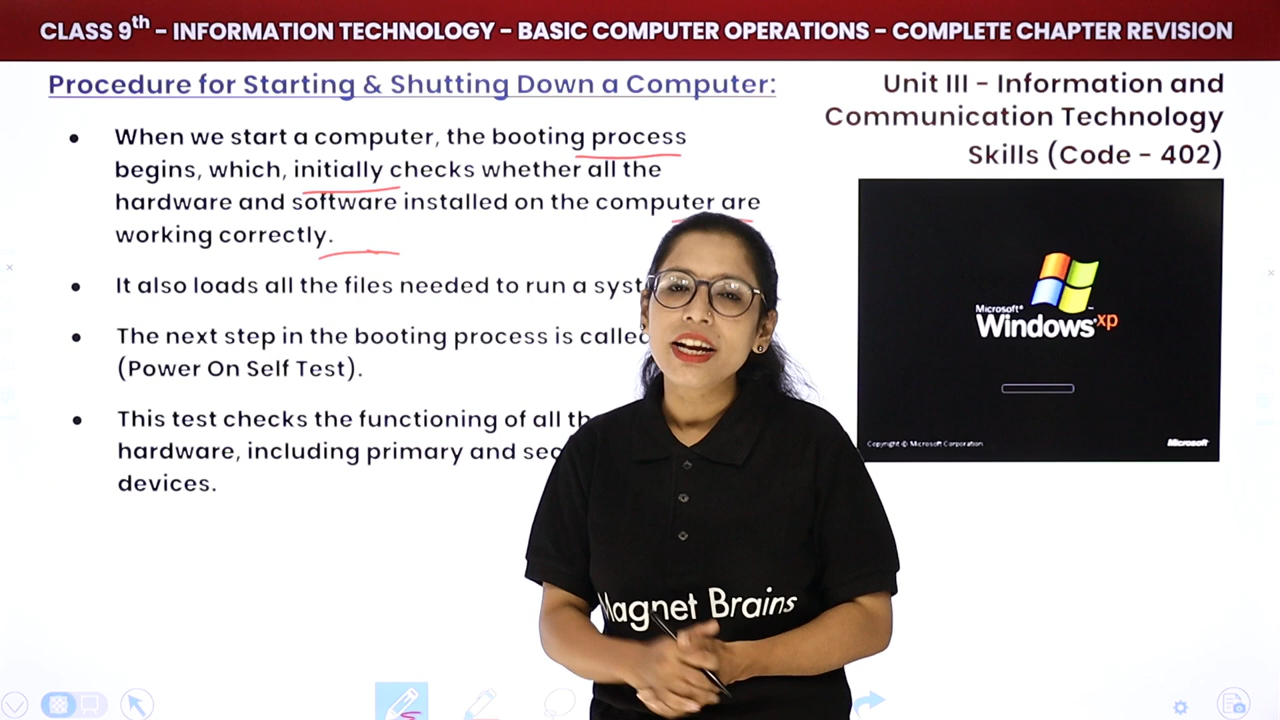 CLASS 9th – INFORMATION TECHNOLOGY – BASIC COMPUTER OPERATIONS – COMPLETE CHAPTER REVISION
Procedure for Starting & Shutting Down a Computer:
• When we start a computer, the booting process
begins, which, initially checks whether all the
hardware and software installed on the computer are
working correctly.
• It also loads all the files needed to run a
• The next step in the booting process is called
(Power On Self Test).
• This test checks the functioning of all
hardware, including primary and
devices.
Unit III – Information and
Communication Technology
Skills (Code – 402)
Microsoft®
Windows xp
Copyright © Microsoft Corporation
Microsoft
Magnet Brains